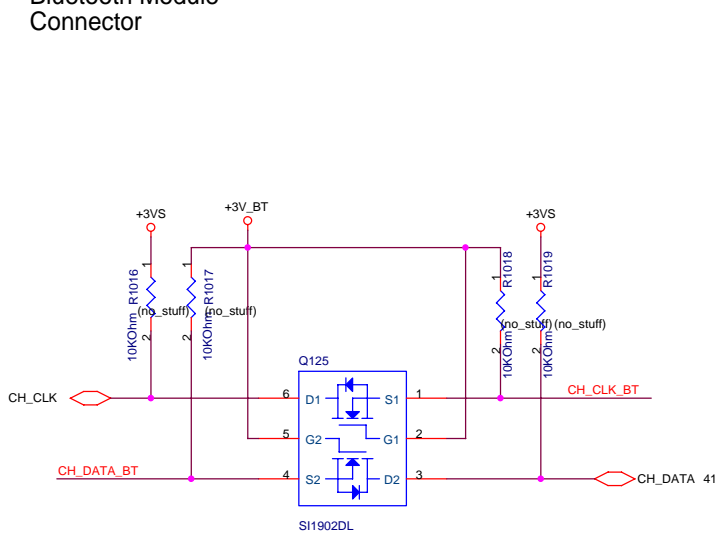 Bluetooth Module
Connector
+3VS
+3V_BT
+3VS
1
1
1
1
10KOhm R1016
(no_stuff)
10KOhm R1017
(no_stuff)
10KOhm R1018
(no_stuff)
10KOhm R1019
(no_stuff)
2
2
2
2
Q125
CH_CLK
6
D1
S1
1
CH_CLK_BT
5
G2
G1
2
CH_DATA_BT
4
S2
D2
3
CH_DATA 41
SI1902DL